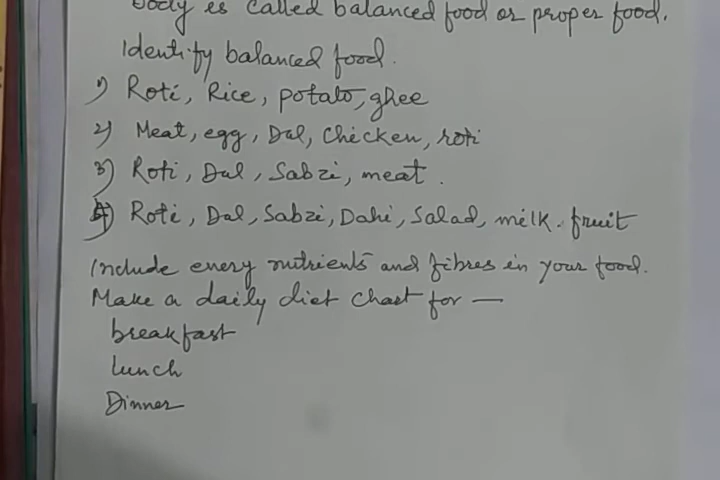 body is called balanced food or proper food.
Identify balanced food.
1) Roti, Rice, potato, ghee
2) Meat, egg, Dal, Chicken, roti
3) Roti, Dal, Sabzi, meat.
4) Roti, Dal, Sabzi, Dahi, Salad, milk. fruit
Include every nutrients and fibres in your food.
Make a daily diet chart for —
breakfast
lunch
Dinner